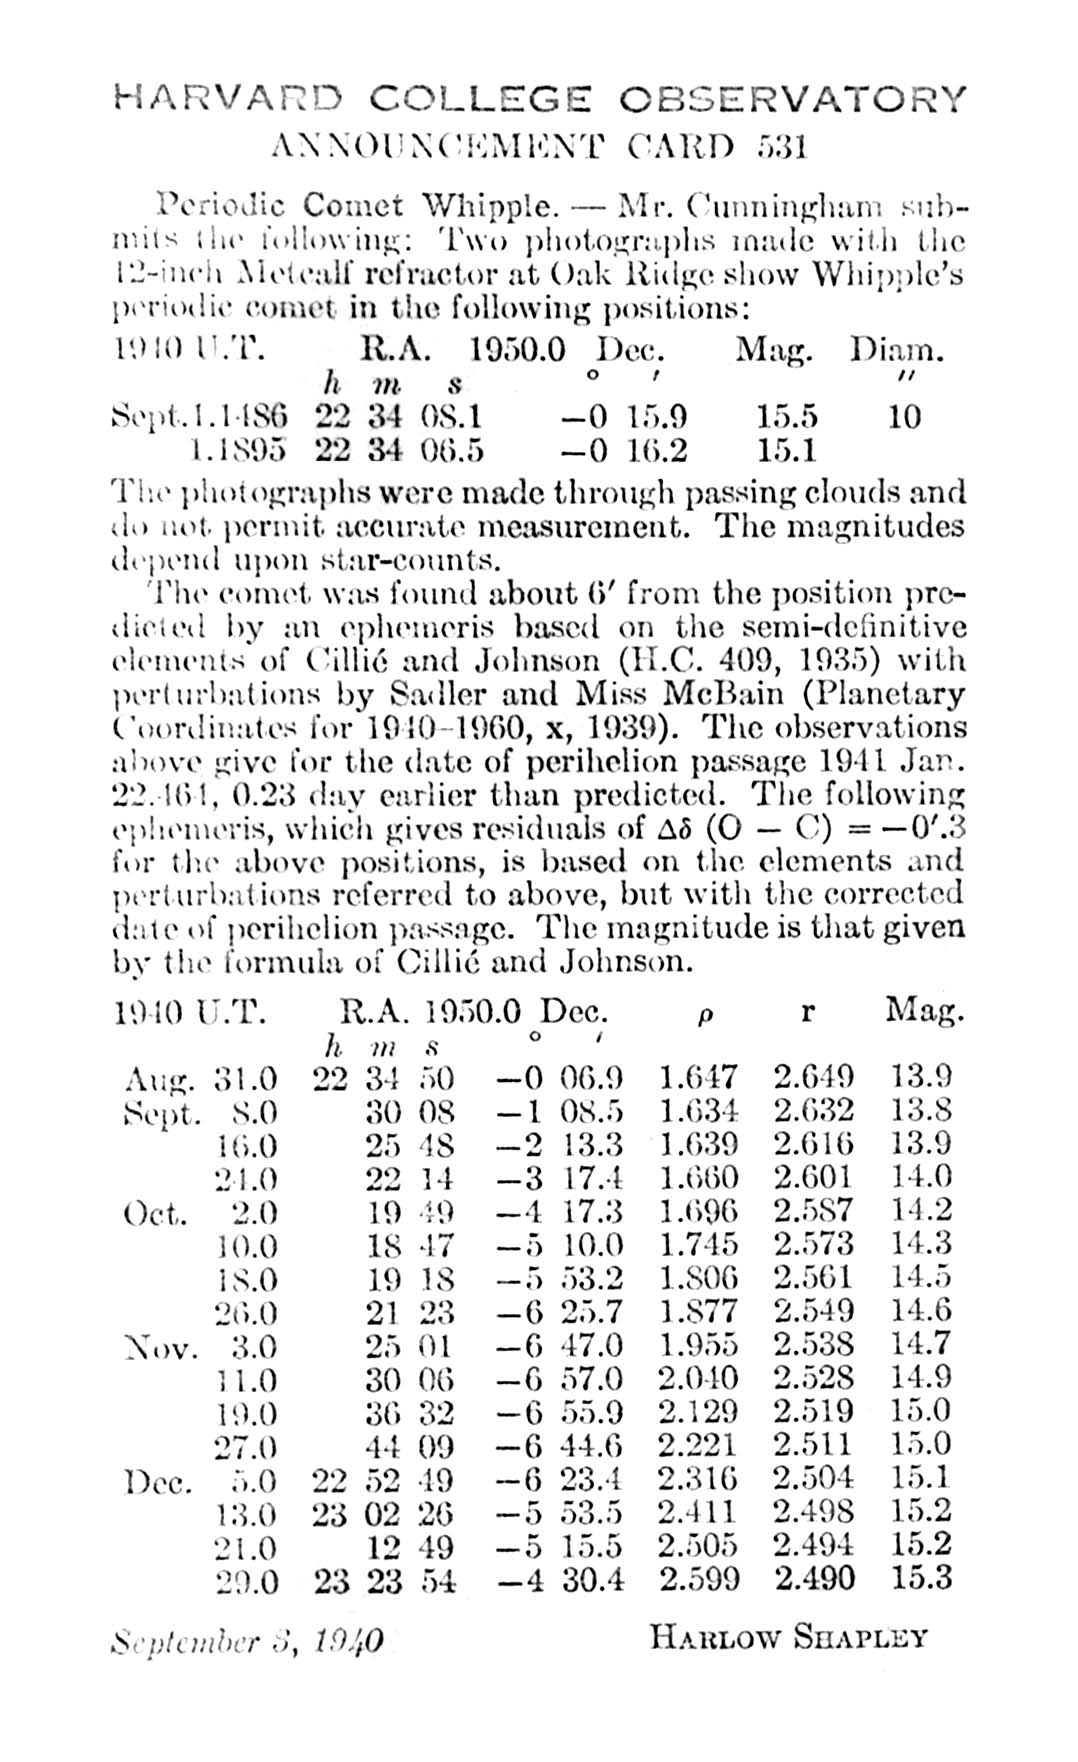 HARVARD COLLEGE OBSERVATORY
ANNOUNCEMENT CARD 531
Periodic Comet Whipple. — Mr. Cunningham sub-
mits the following: Two photographs made with the
12-inch Metcalf refractor at Oak Ridge show Whipple's
periodic comet in the following positions:
1940 U.T. R.A. 1950.0 Dec. Mag. Diam.
h m s ° ′ ″
Sept. 1.1486 22 34 08.1 −0 15.9 15.5 10
1.1895 22 34 06.5 −0 16.2 15.1
The photographs were made through passing clouds and
do not permit accurate measurement. The magnitudes
depend upon star-counts.
The comet was found about 6′ from the position pre-
dicted by an ephemeris based on the semi-definitive
elements of Cillié and Johnson (H.C. 409, 1935) with
perturbations by Sadler and Miss McBain (Planetary
Coordinates for 1940–1960, x, 1939). The observations
above give for the date of perihelion passage 1941 Jan.
22.464, 0.23 day earlier than predicted. The following
ephemeris, which gives residuals of Δδ (O − C) = −0′.3
for the above positions, is based on the elements and
perturbations referred to above, but with the corrected
date of perihelion passage. The magnitude is that given
by the formula of Cillié and Johnson.
1940 U.T. R.A. 1950.0 Dec. ρ r Mag.
h m s ° ′
Aug. 31.0 22 34 50 −0 06.9 1.647 2.649 13.9
Sept. 8.0 30 08 −1 08.5 1.634 2.632 13.8
16.0 25 48 −2 13.3 1.639 2.616 13.9
24.0 22 14 −3 17.4 1.660 2.601 14.0
Oct. 2.0 19 49 −4 17.3 1.696 2.587 14.2
10.0 18 47 −5 10.0 1.745 2.573 14.3
18.0 19 18 −5 53.2 1.806 2.561 14.5
26.0 21 23 −6 25.7 1.877 2.549 14.6
Nov. 3.0 25 01 −6 47.0 1.955 2.538 14.7
11.0 30 06 −6 57.0 2.040 2.528 14.9
19.0 36 32 −6 55.9 2.129 2.519 15.0
27.0 44 09 −6 44.6 2.221 2.511 15.0
Dec. 5.0 22 52 49 −6 23.4 2.316 2.504 15.1
13.0 23 02 26 −5 53.5 2.411 2.498 15.2
21.0 12 49 −5 15.5 2.505 2.494 15.2
29.0 23 23 54 −4 30.4 2.599 2.490 15.3
September 3, 1940 HARLOW SHAPLEY